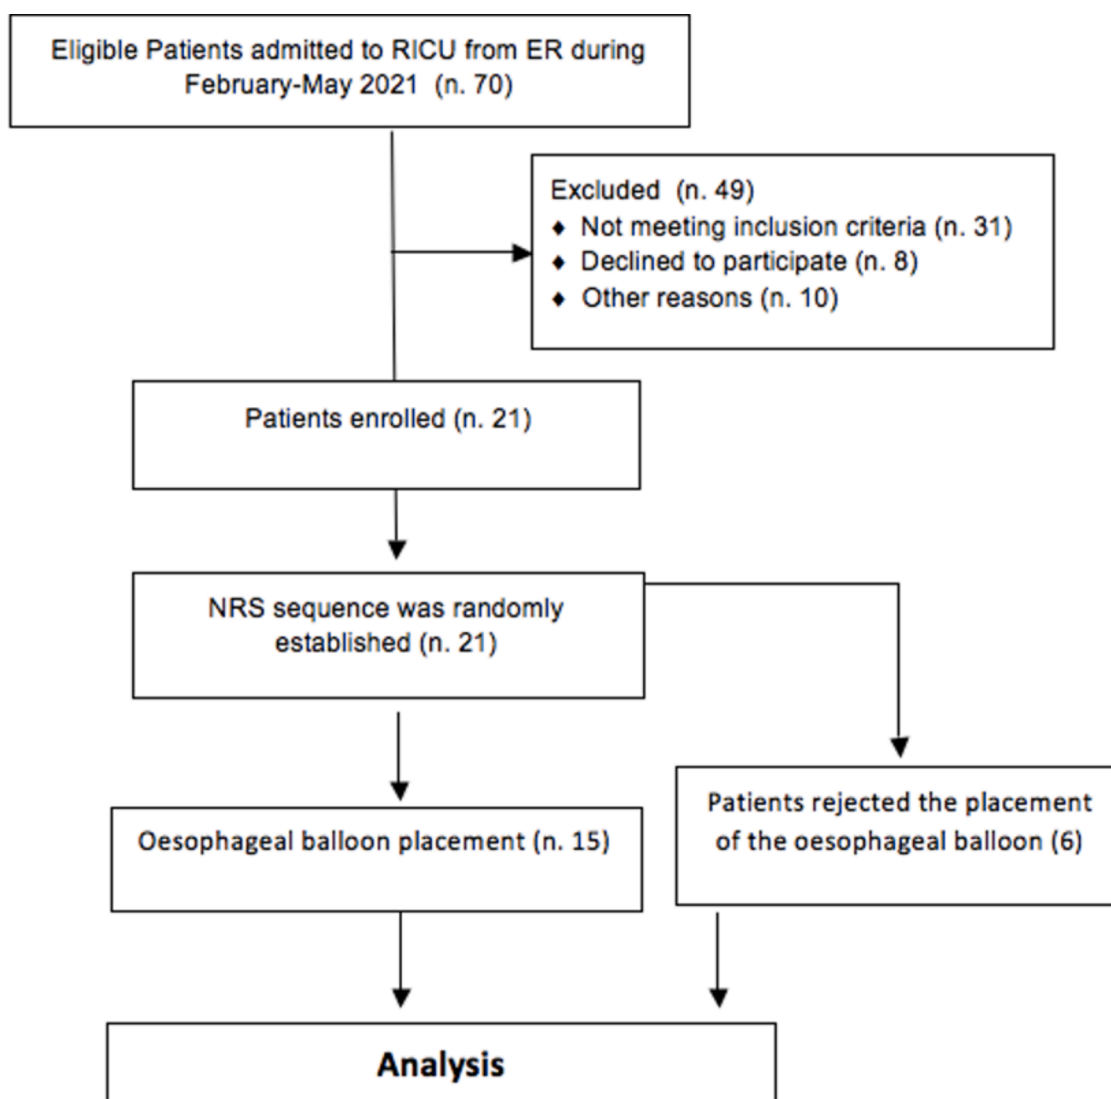 Eligible Patients admitted to RICU from ER during
February-May 2021 (n. 70)
Excluded (n. 49)
♦ Not meeting inclusion criteria (n. 31)
♦ Declined to participate (n. 8)
♦ Other reasons (n. 10)
Patients enrolled (n. 21)
NRS sequence was randomly
established (n. 21)
Oesophageal balloon placement (n. 15)
Patients rejected the placement
of the oesophageal balloon (6)
Analysis